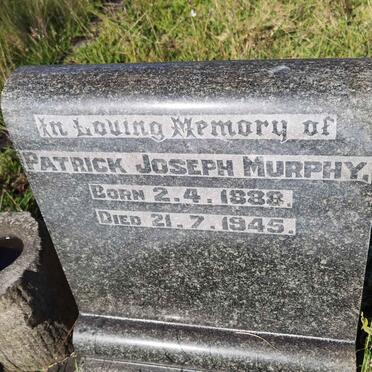 In Loving Memory of
PATRICK JOSEPH MURPHY,
BORN 2.4.1888.
DIED 21.7.1945.